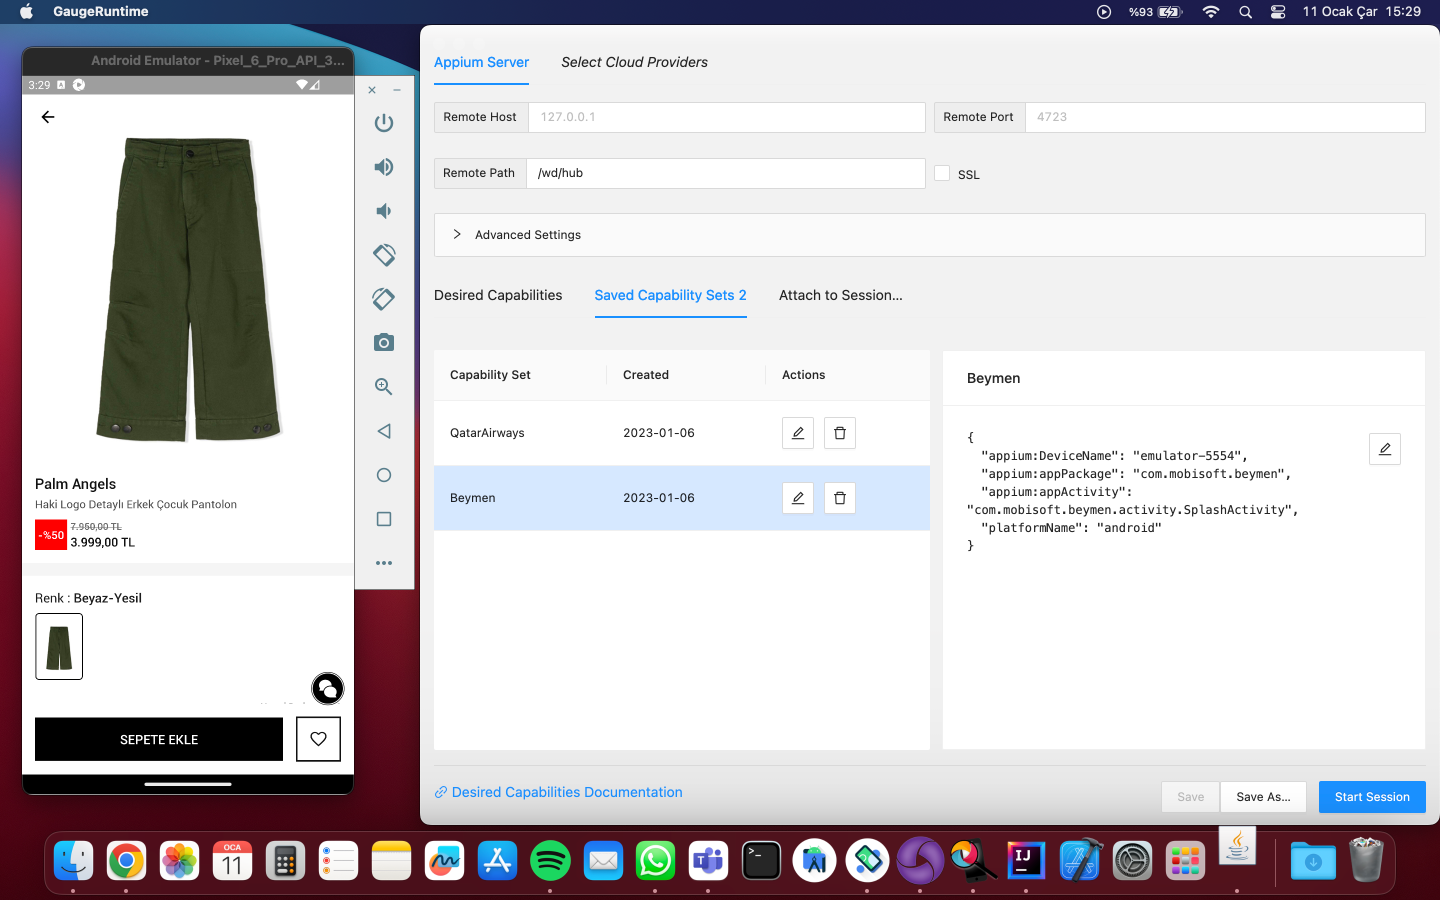 GaugeRuntime
%93
11 Ocak Çar 15:29
Android Emulator - Pixel_6_Pro_API_3...
3:29
Palm Angels
Haki Logo Detaylı Erkek Çocuk Pantolon
-%50
7.950,00 TL
3.999,00 TL
Renk : Beyaz-Yesil
SEPETE EKLE
Appium Server
Select Cloud Providers
Remote Host
127.0.0.1
Remote Port
4723
Remote Path
/wd/hub
SSL
Advanced Settings
Desired Capabilities
Saved Capability Sets 2
Attach to Session...
Capability Set
Created
Actions
QatarAirways
2023-01-06
Beymen
2023-01-06
Beymen
{
"appium:DeviceName": "emulator-5554",
"appium:appPackage": "com.mobisoft.beymen",
"appium:appActivity":
"com.mobisoft.beymen.activity.SplashActivity",
"platformName": "android"
}
Desired Capabilities Documentation
Save
Save As...
Start Session
OCA
11
IJ